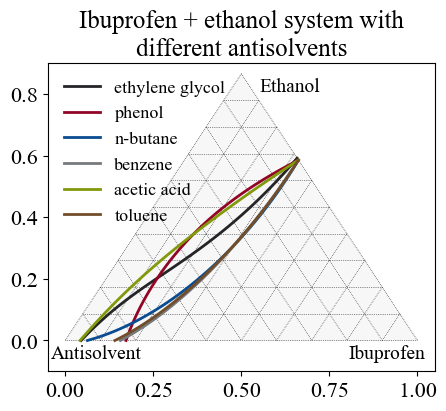 Ibuprofen + ethanol system with
different antisolvents
ethylene glycol
phenol
n-butane
benzene
acetic acid
toluene
Ethanol
Antisolvent
Ibuprofen
0.8
0.6
0.4
0.2
0.0
0.00
0.25
0.50
0.75
1.00